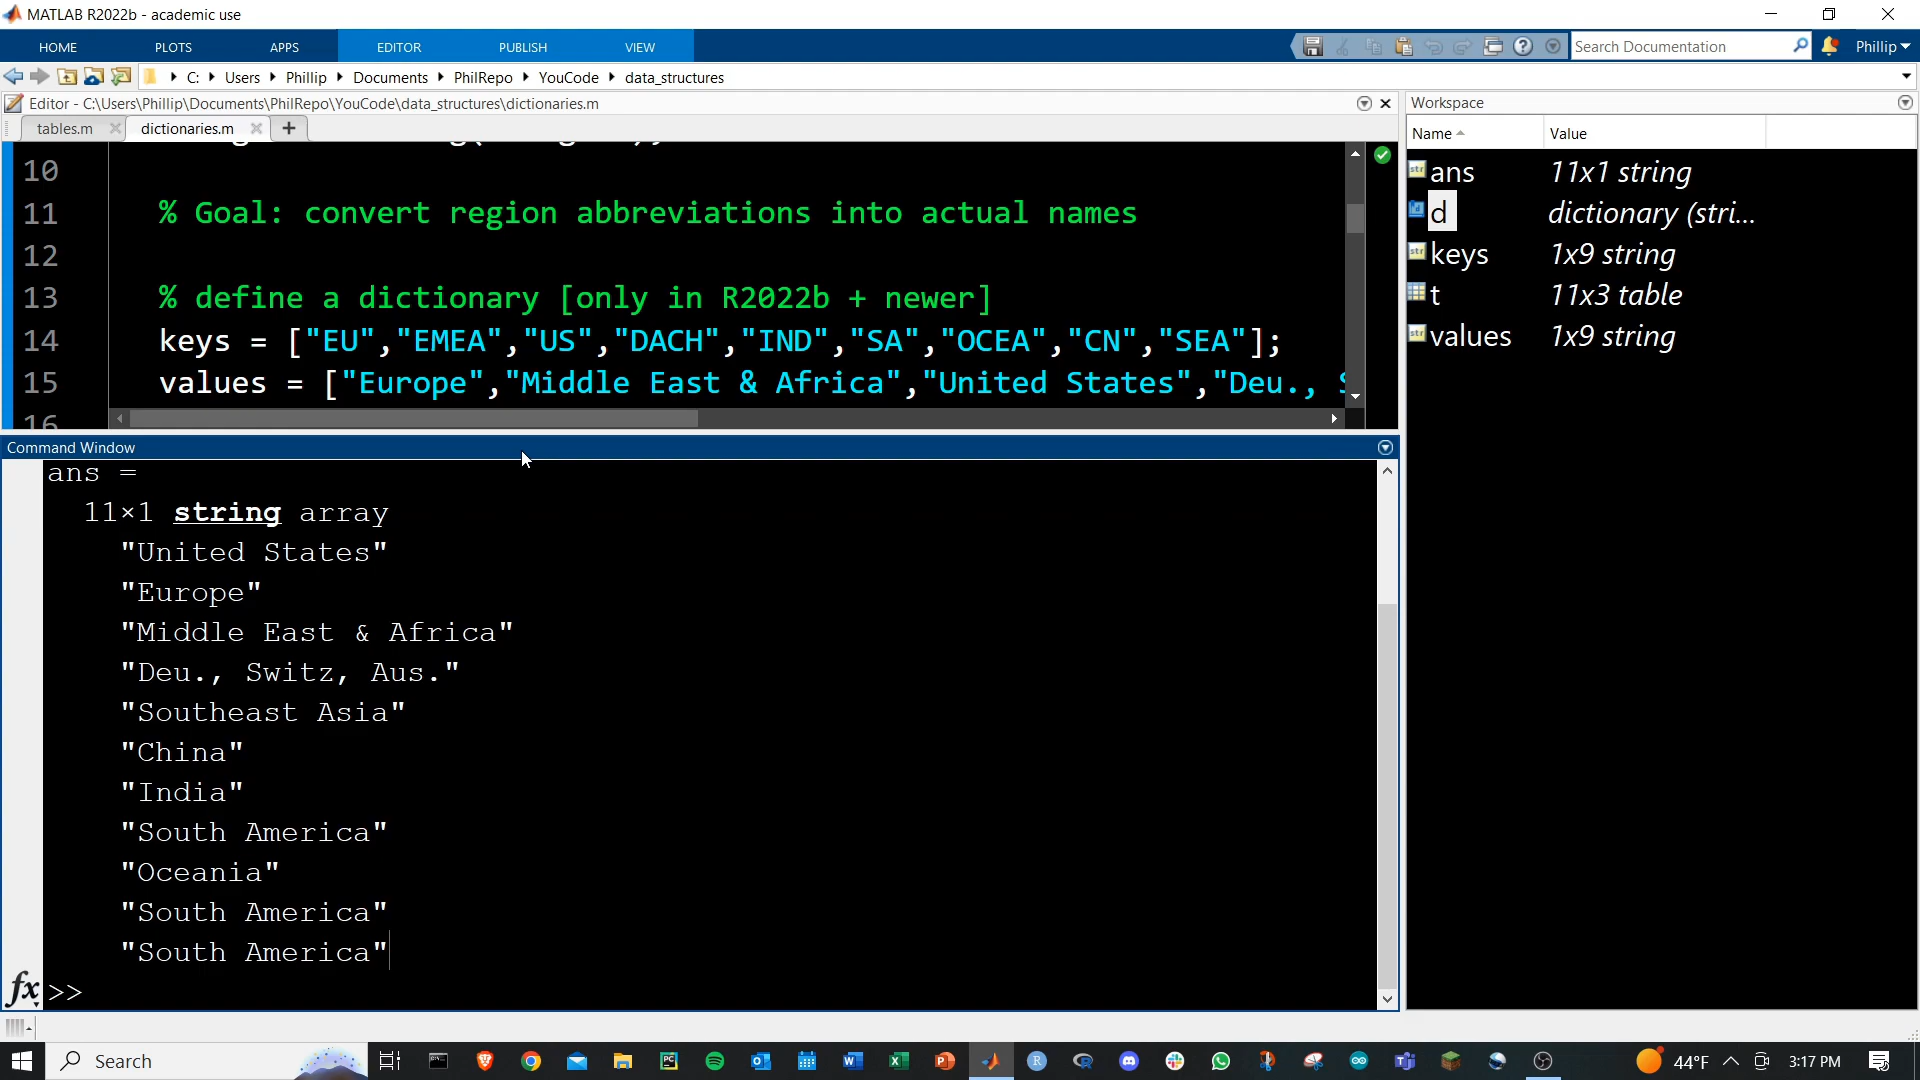 MATLAB R2022b - academic use
HOME PLOTS APPS EDITOR PUBLISH VIEW Search Documentation Phillip
C: Users Phillip Documents PhilRepo YouCode data_structures
Editor - C:\Users\Phillip\Documents\PhilRepo\YouCode\data_structures\dictionaries.m
tables.m dictionaries.m
10
11 % Goal: convert region abbreviations into actual names
12
13 % define a dictionary [only in R2022b + newer]
14 keys = ["EU","EMEA","US","DACH","IND","SA","OCEA","CN","SEA"];
15 values = ["Europe","Middle East & Africa","United States","Deu.,
16
Workspace
Name Value
ans 11x1 string
d dictionary (stri...
keys 1x9 string
t 11x3 table
values 1x9 string
Command Window
ans =
11×1 string array
"United States"
"Europe"
"Middle East & Africa"
"Deu., Switz, Aus."
"Southeast Asia"
"China"
"India"
"South America"
"Oceania"
"South America"
"South America"
fx >>
Search 44°F 3:17 PM